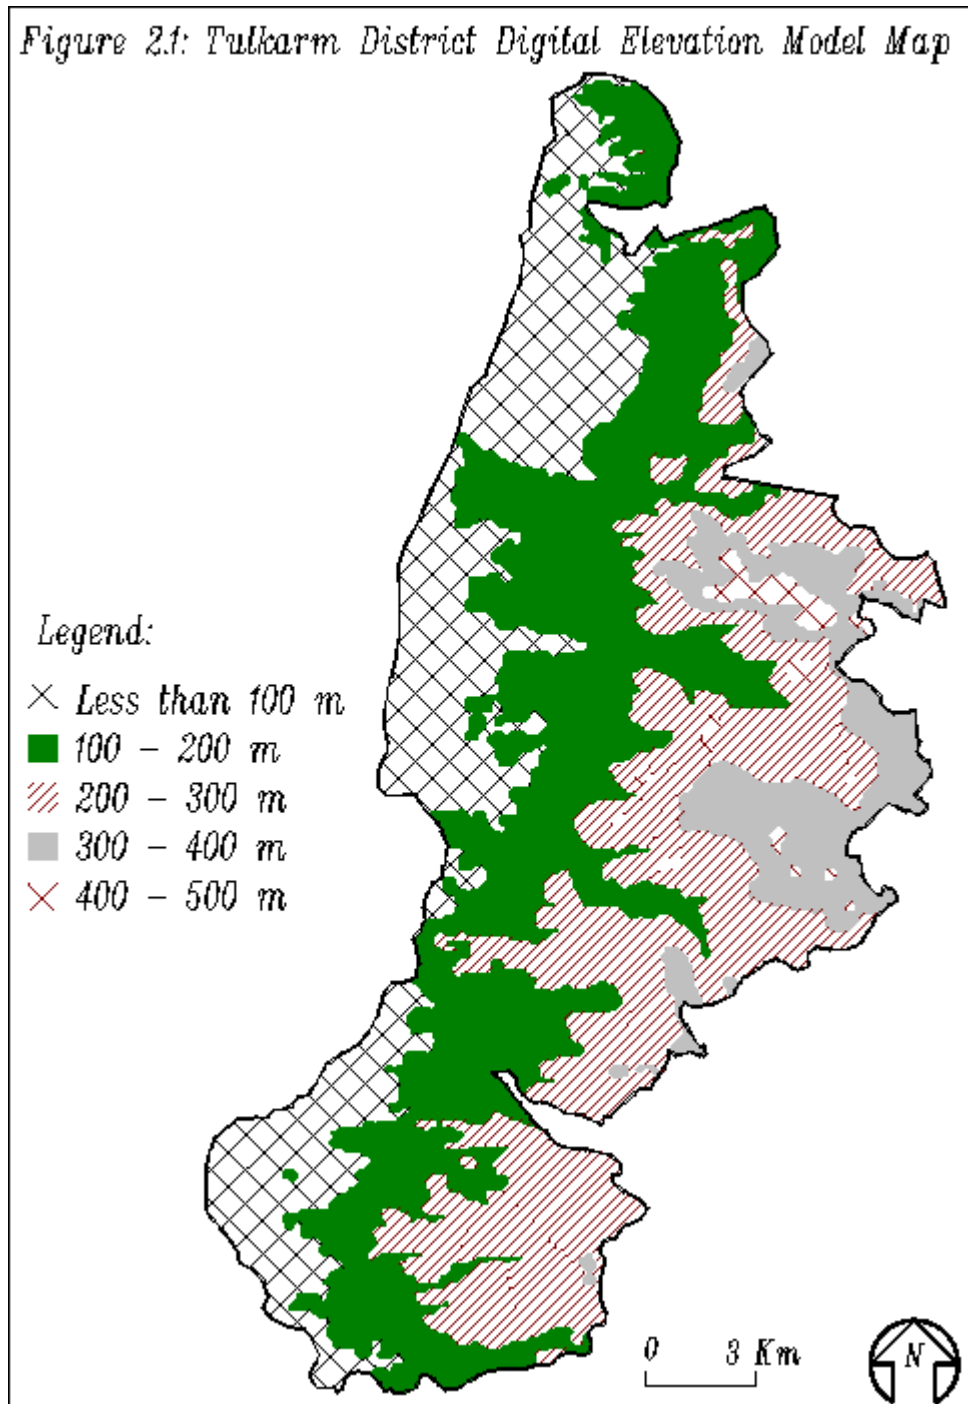 Figure 2.1: Tulkarm District Digital Elevation Model Map
Legend:
Less than 100 m
100 - 200 m
200 - 300 m
300 - 400 m
400 - 500 m
0 3 Km
N